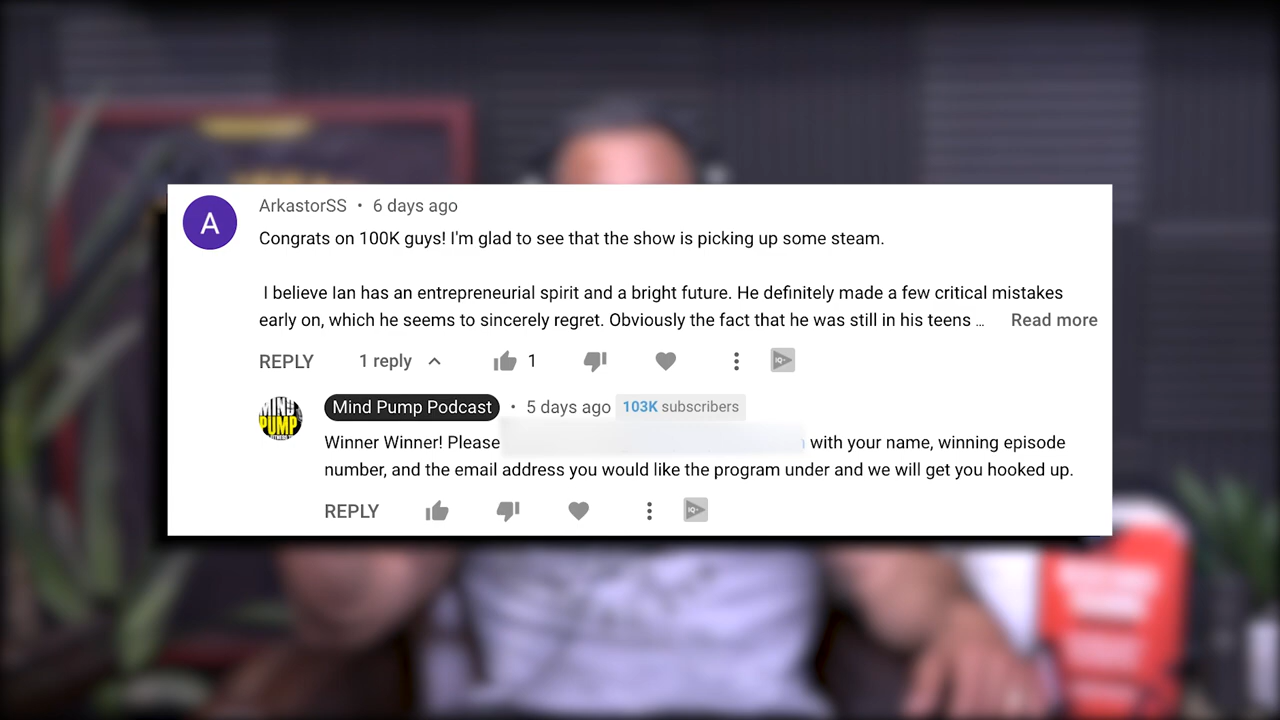 A
ArkastorSS • 6 days ago
Congrats on 100K guys! I'm glad to see that the show is picking up some steam.
I believe Ian has an entrepreneurial spirit and a bright future. He definitely made a few critical mistakes
early on, which he seems to sincerely regret. Obviously the fact that he was still in his teens ... Read more
REPLY 1 reply 1
IQ+
MIND
PUMP
Mind Pump Podcast • 5 days ago 103K subscribers
Winner Winner! Please with your name, winning episode
number, and the email address you would like the program under and we will get you hooked up.
REPLY
IQ+